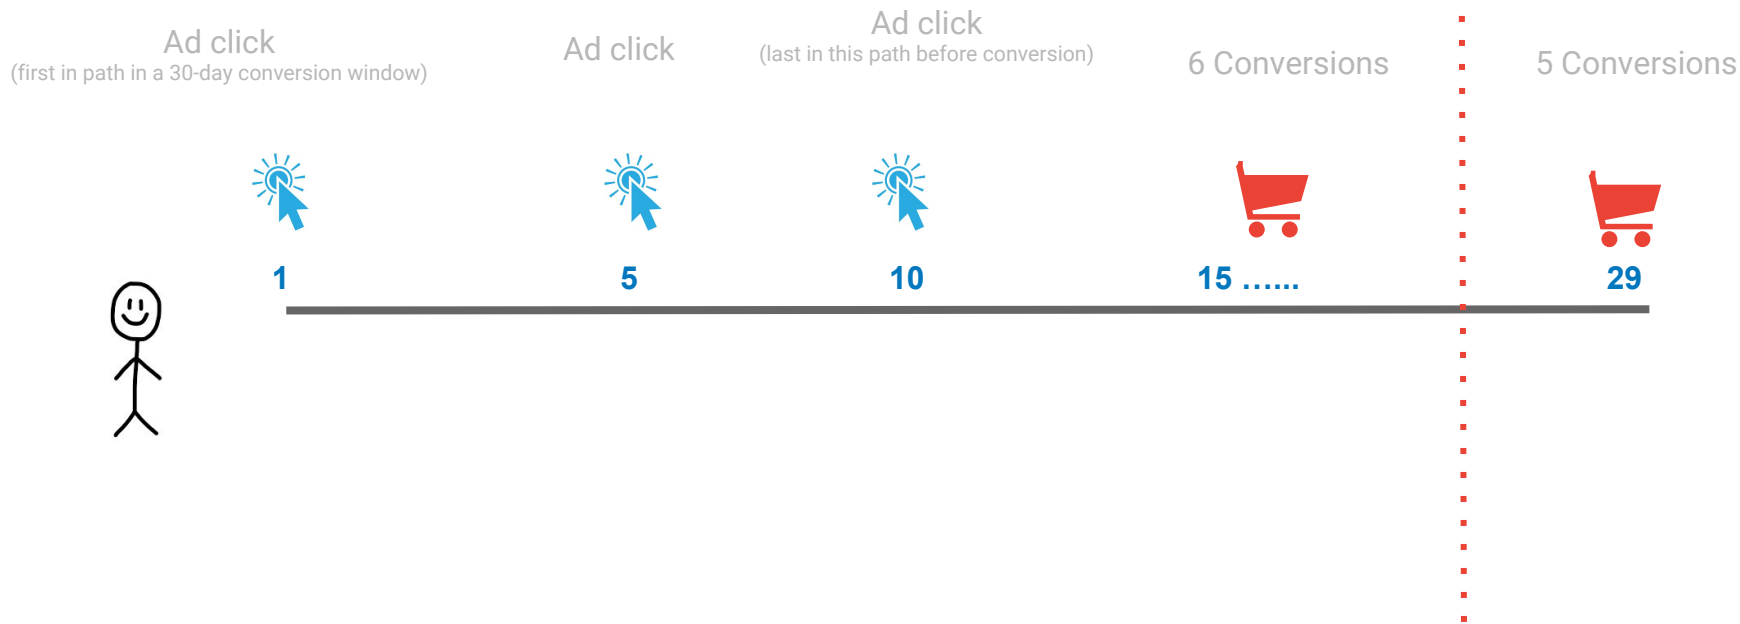 Ad click
(first in path in a 30-day conversion window)
Ad click
Ad click
(last in this path before conversion)
6 Conversions
5 Conversions
1
5
10
15 …...
29